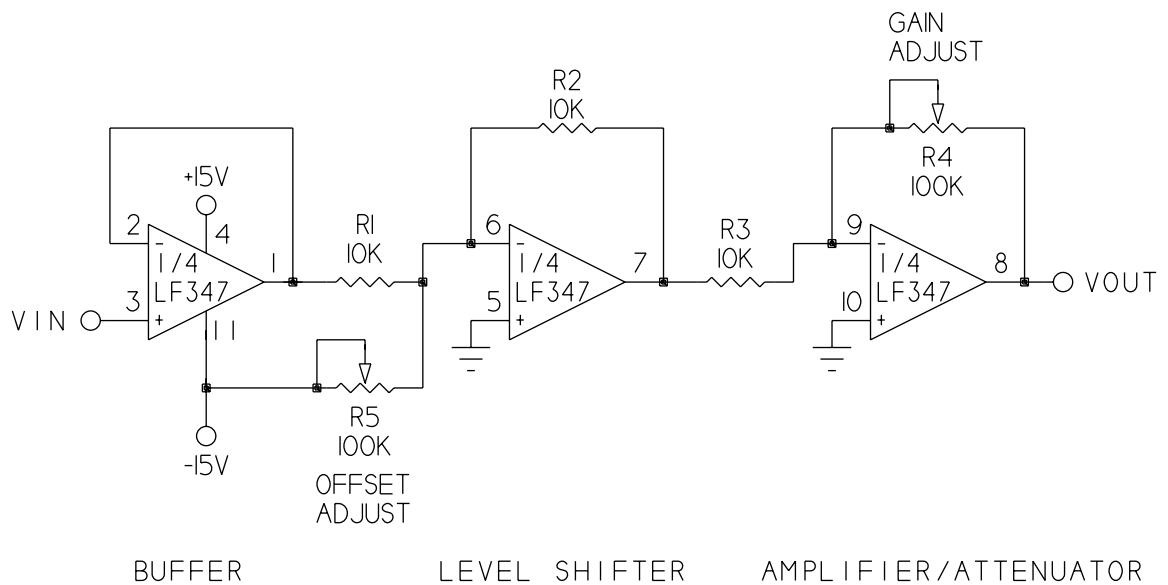 GAIN
ADJUST
R2
10K
R4
100K
+15V
2
4
1
1/4
LF347
3
11
VIN
R1
10K
6
7
1/4
LF347
5
R3
10K
9
8
1/4
LF347
10
VOUT
-15V
R5
100K
OFFSET
ADJUST
BUFFER
LEVEL SHIFTER
AMPLIFIER/ATTENUATOR